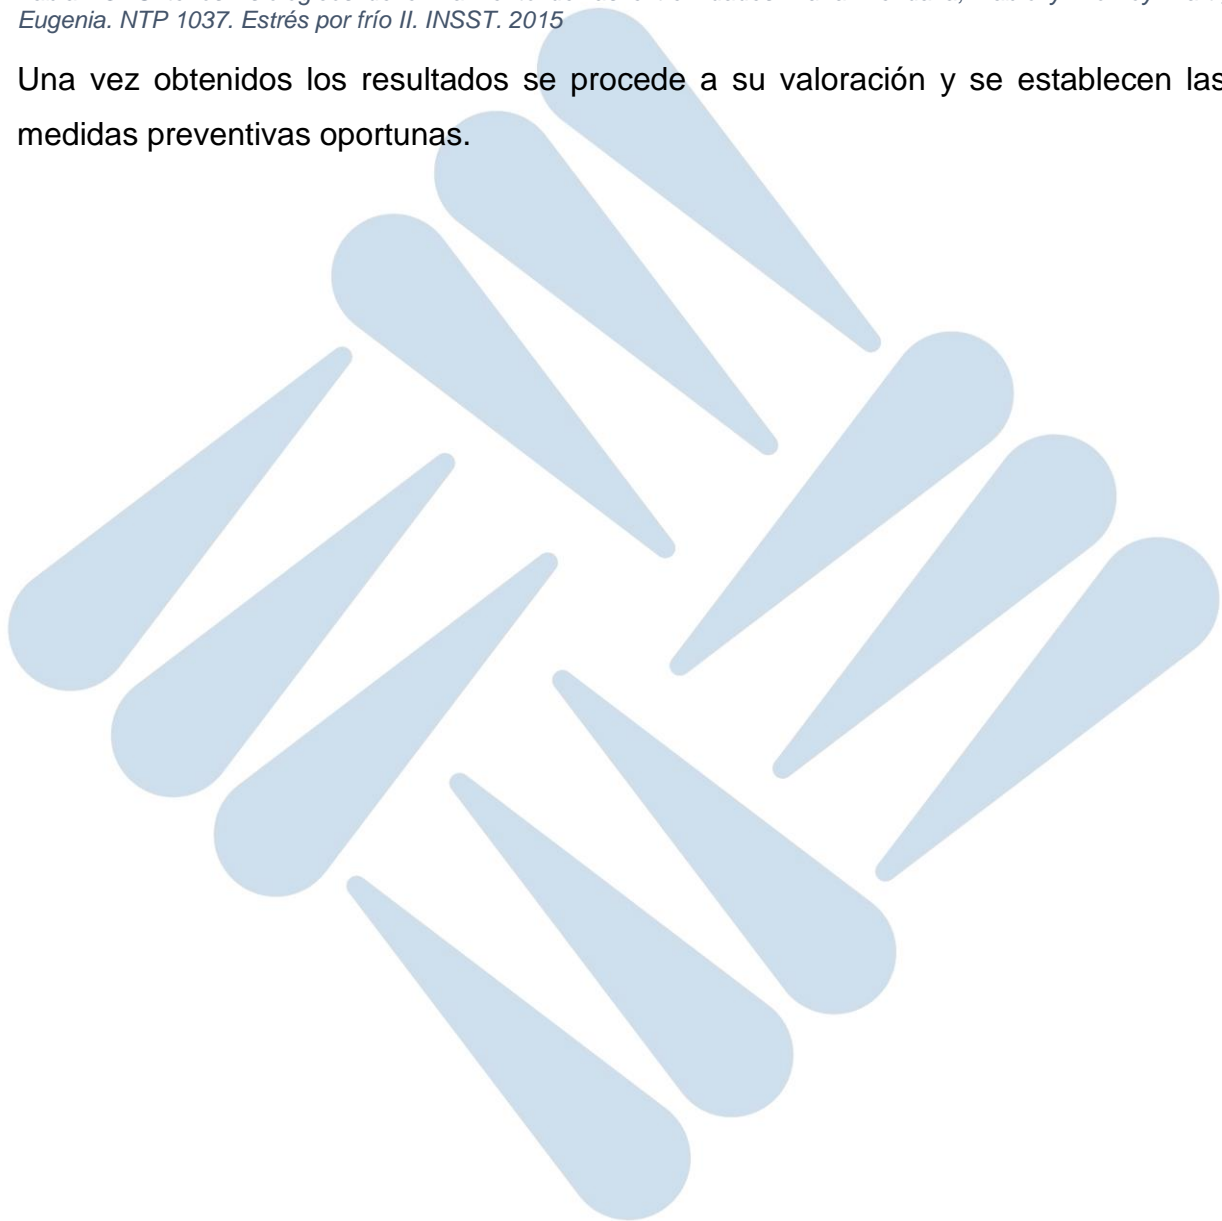 Eugenia. NTP 1037. Estrés por frío II. INSST. 2015
Una vez obtenidos los resultados se procede a su valoración y se establecen las
medidas preventivas oportunas.